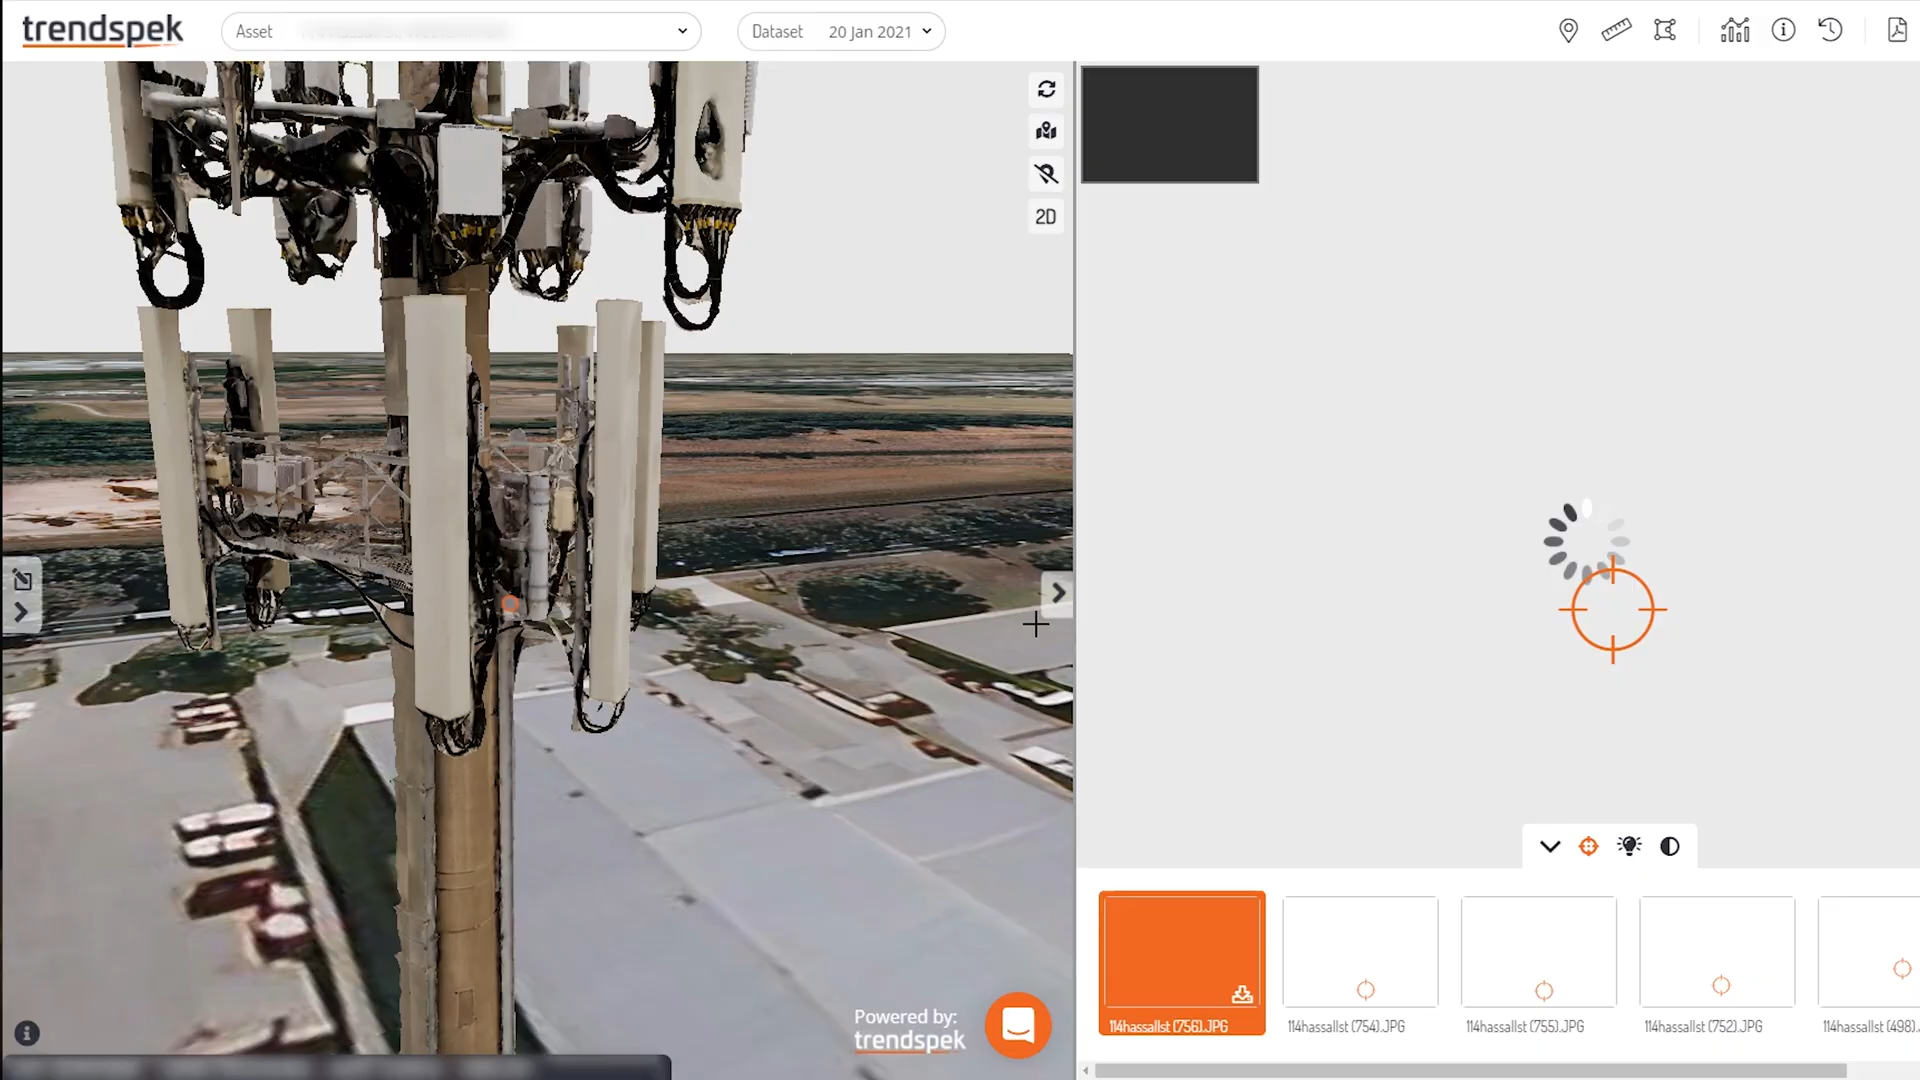 trendspek
Asset
Dataset 20 Jan 2021
2D
Powered by:
trendspek
114hassallst (756).JPG
114hassallst (754).JPG
114hassallst (755).JPG
114hassallst (752).JPG
114hassallst (498).